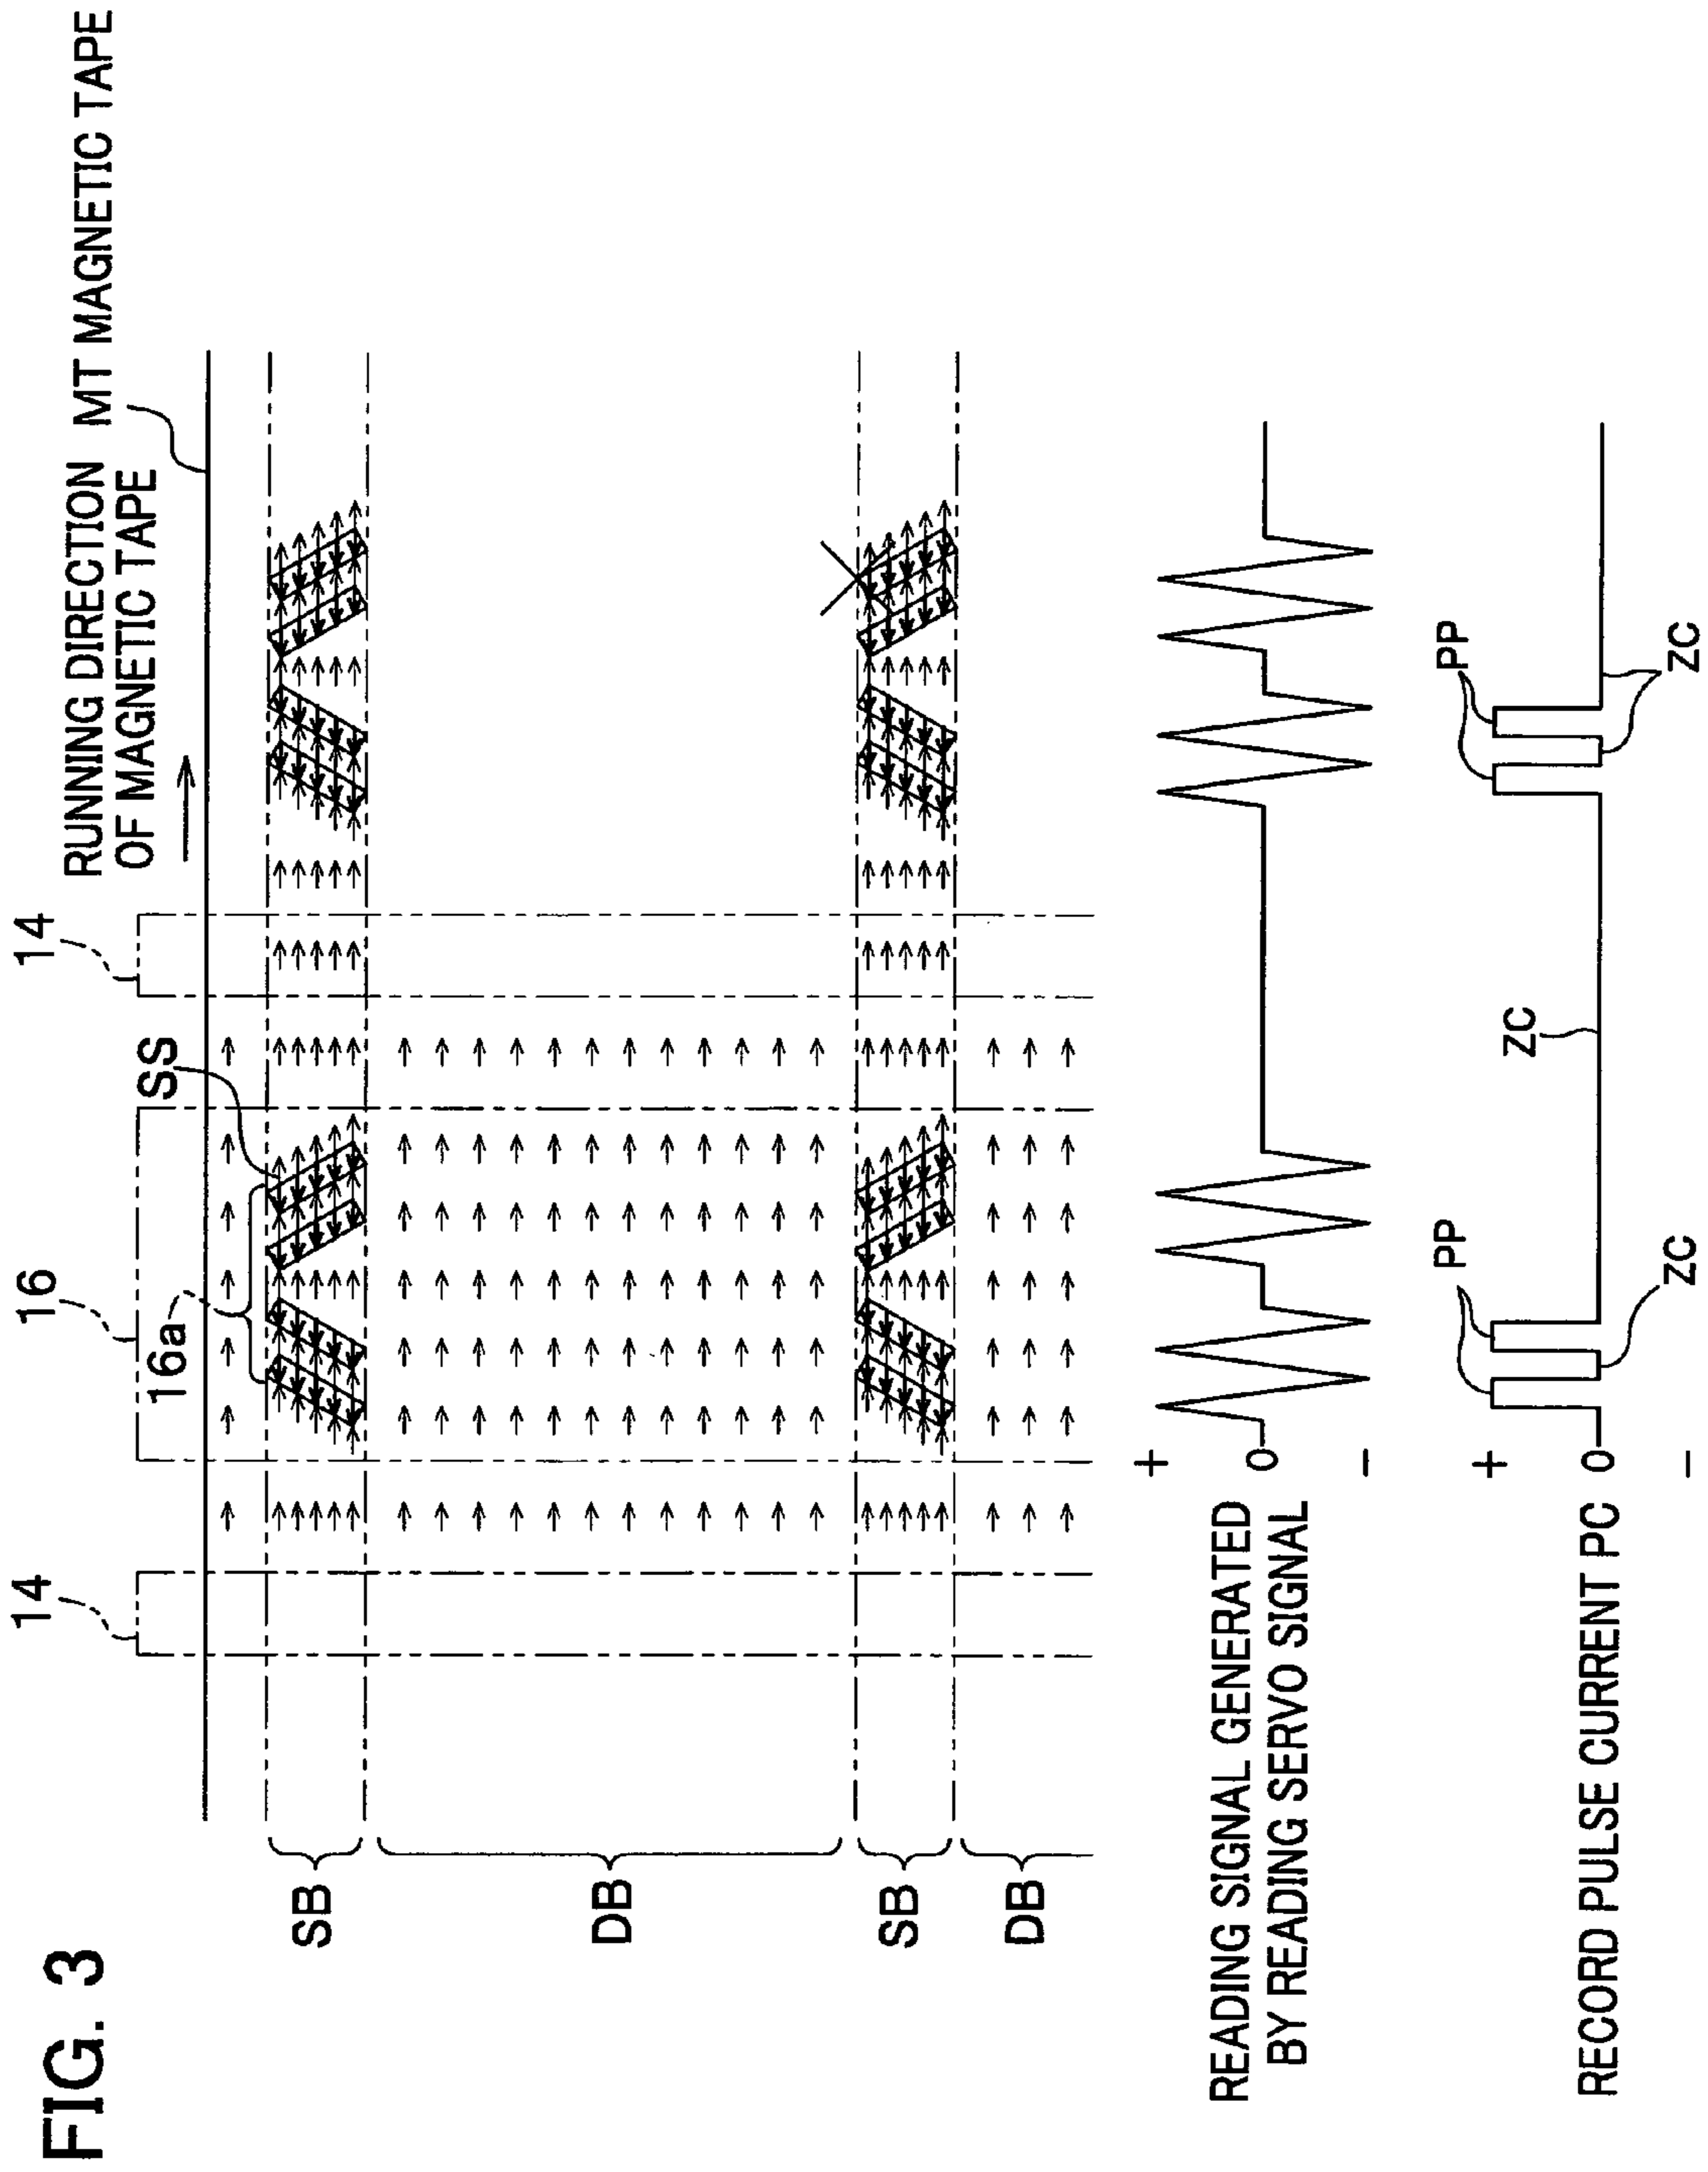 FIG. 3
RUNNING DIRECTION
OF MAGNETIC TAPE
MT MAGNETIC TAPE
14
16
14
16a
SS
SB
DB
SB
DB
READING SIGNAL GENERATED
BY READING SERVO SIGNAL
+
0
−
RECORD PULSE CURRENT PC
+
0
−
PP
ZC
ZC
PP
ZC